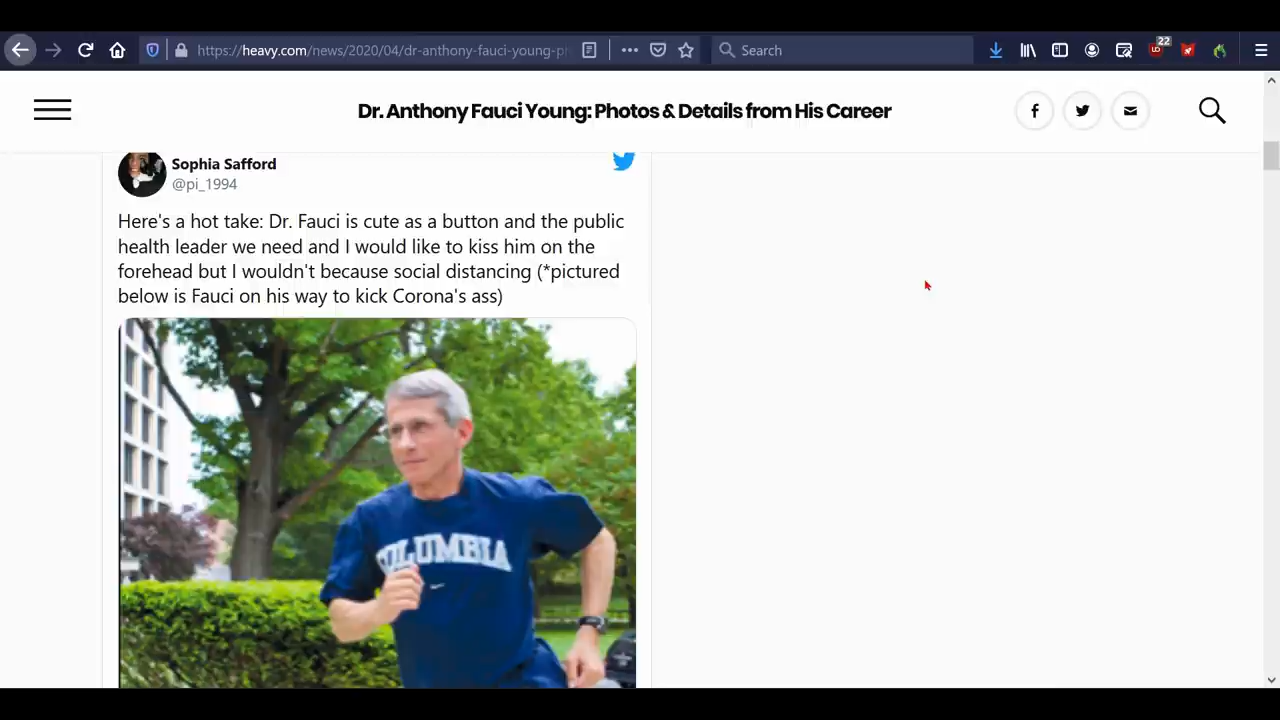 https://heavy.com/news/2020/04/dr-anthony-fauci-young-p
Search
22
Dr. Anthony Fauci Young: Photos & Details from His Career
Sophia Safford
@pi_1994
Here's a hot take: Dr. Fauci is cute as a button and the public
health leader we need and I would like to kiss him on the
forehead but I wouldn't because social distancing (*pictured
below is Fauci on his way to kick Corona's ass)
COLUMBIA